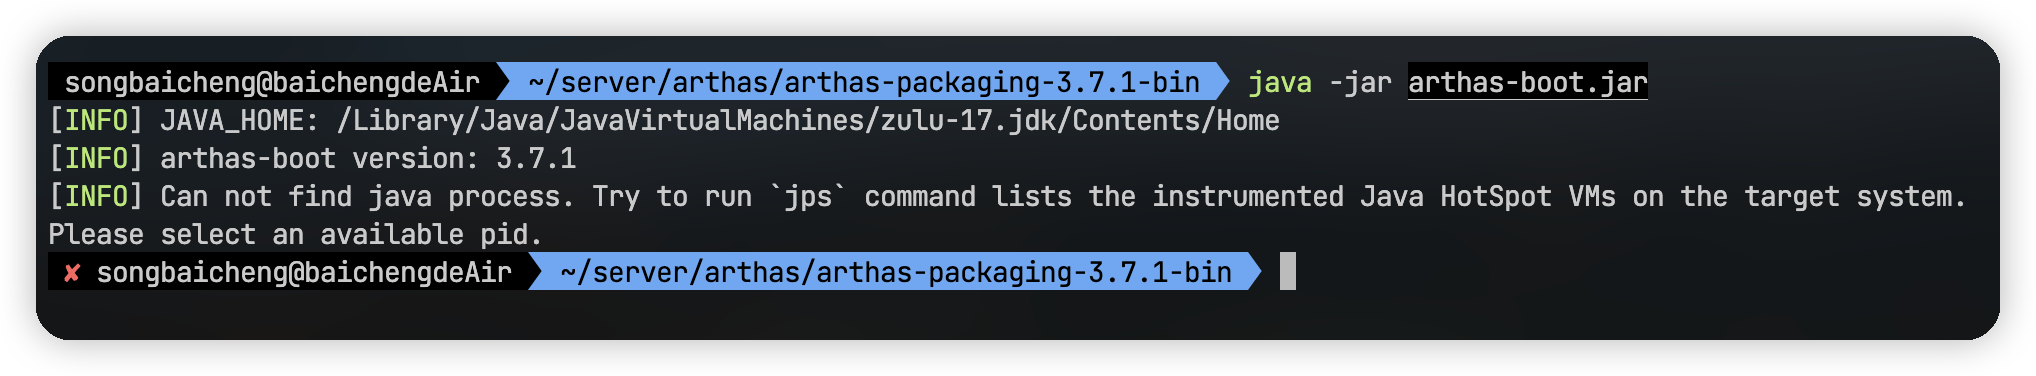 songbaicheng@baichengdeAir ~/server/arthas/arthas-packaging-3.7.1-bin java -jar arthas-boot.jar
[INFO] JAVA_HOME: /Library/Java/JavaVirtualMachines/zulu-17.jdk/Contents/Home
[INFO] arthas-boot version: 3.7.1
[INFO] Can not find java process. Try to run `jps` command lists the instrumented Java HotSpot VMs on the target system.
Please select an available pid.
✘ songbaicheng@baichengdeAir ~/server/arthas/arthas-packaging-3.7.1-bin